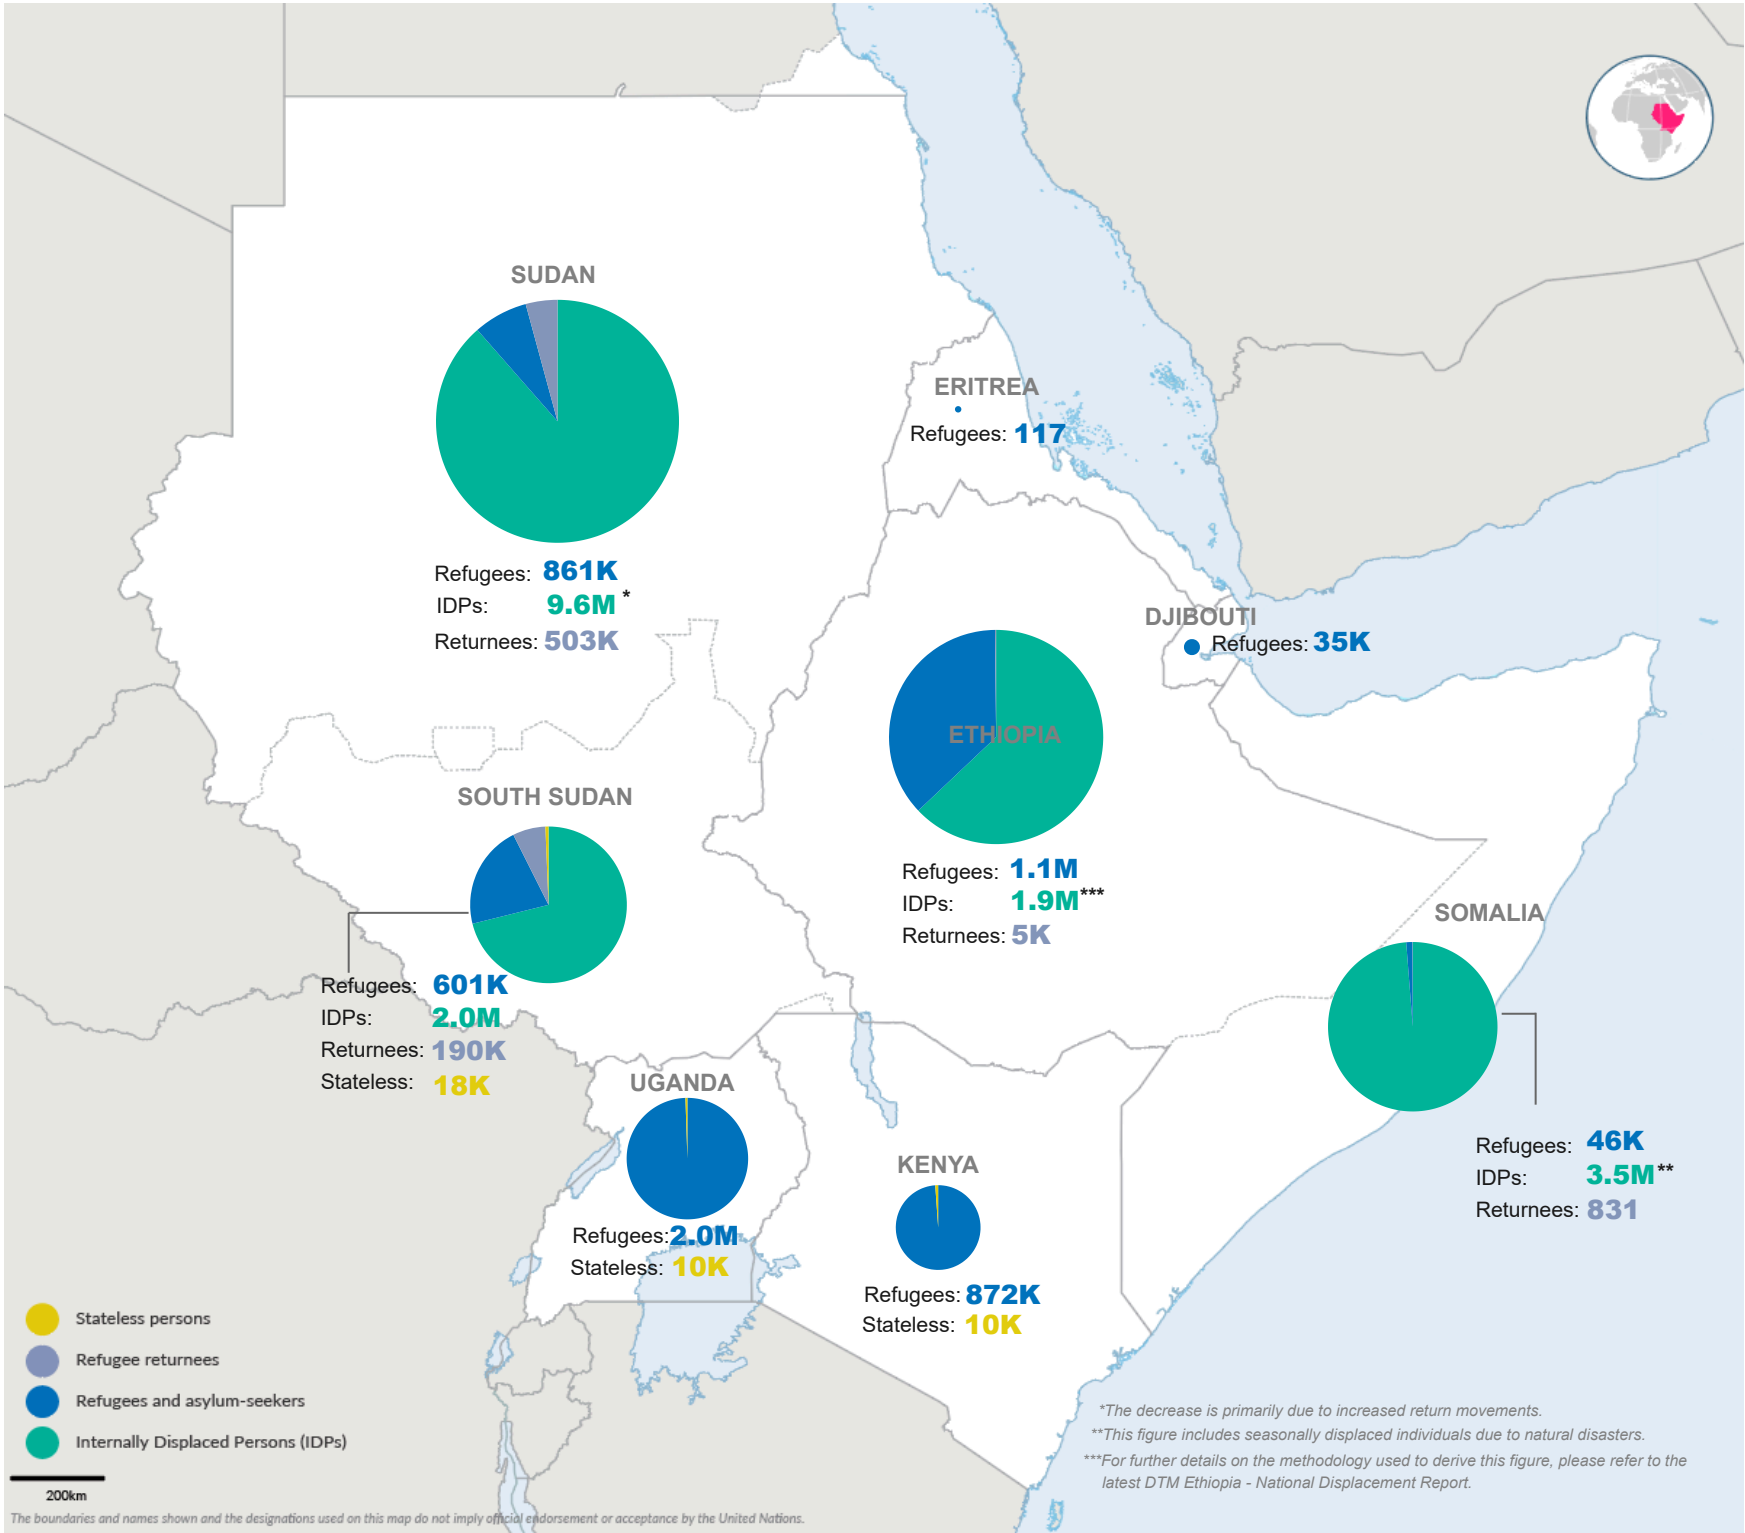 SUDAN
Refugees: 861K
IDPs: 9.6M *
Returnees: 503K
ERITREA
Refugees: 117
DJIBOUTI
Refugees: 35K
ETHIOPIA
Refugees: 1.1M
IDPs: 1.9M***
Returnees: 5K
SOUTH SUDAN
Refugees: 601K
IDPs: 2.0M
Returnees: 190K
Stateless: 18K
SOMALIA
Refugees: 46K
IDPs: 3.5M**
Returnees: 831
UGANDA
Refugees: 2.0M
Stateless: 10K
KENYA
Refugees: 872K
Stateless: 10K
Stateless persons
Refugee returnees
Refugees and asylum-seekers
Internally Displaced Persons (IDPs)
200km
*The decrease is primarily due to increased return movements.
**This figure includes seasonally displaced individuals due to natural disasters.
***For further details on the methodology used to derive this figure, please refer to the
latest DTM Ethiopia - National Displacement Report.
The boundaries and names shown and the designations used on this map do not imply official endorsement or acceptance by the United Nations.